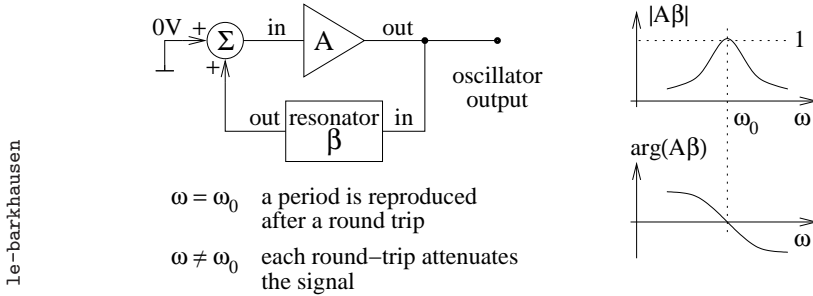 0V + Σ in A out
+
oscillator
output
out resonator in
β
ω = ω₀ a period is reproduced
after a round trip
ω ≠ ω₀ each round−trip attenuates
the signal
|Aβ|
1
ω₀ ω
arg(Aβ)
ω
le-barkhausen